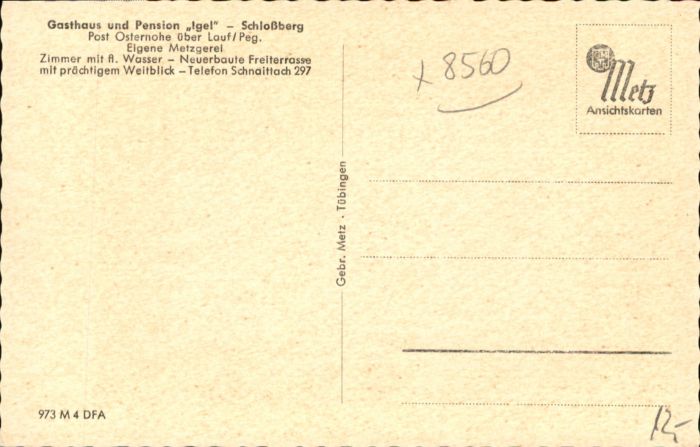 Gasthaus und Pension „Igel" – Schloßberg
Post Osternohe über Lauf/Peg.
Eigene Metzgerei
Zimmer mit fl. Wasser – Neuerbaute Freiterrasse
mit prächtigem Weitblick – Telefon Schnaittach 297
x 8560
Metz
Ansichtskarten
Gebr. Metz · Tübingen
973 M 4 DFA
12,-